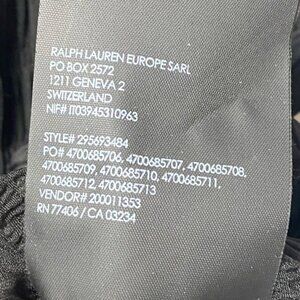 RALPH LAUREN EUROPE SARL
PO BOX 2572
1211 GENEVA 2
SWITZERLAND
NIF# IT03945310963
STYLE# 295693484
PO# 4700685706, 4700685707, 4700685708,
4700685709, 4700685710, 4700685711,
4700685712, 4700685713
VENDOR# 200011353
RN 77406 / CA 03234